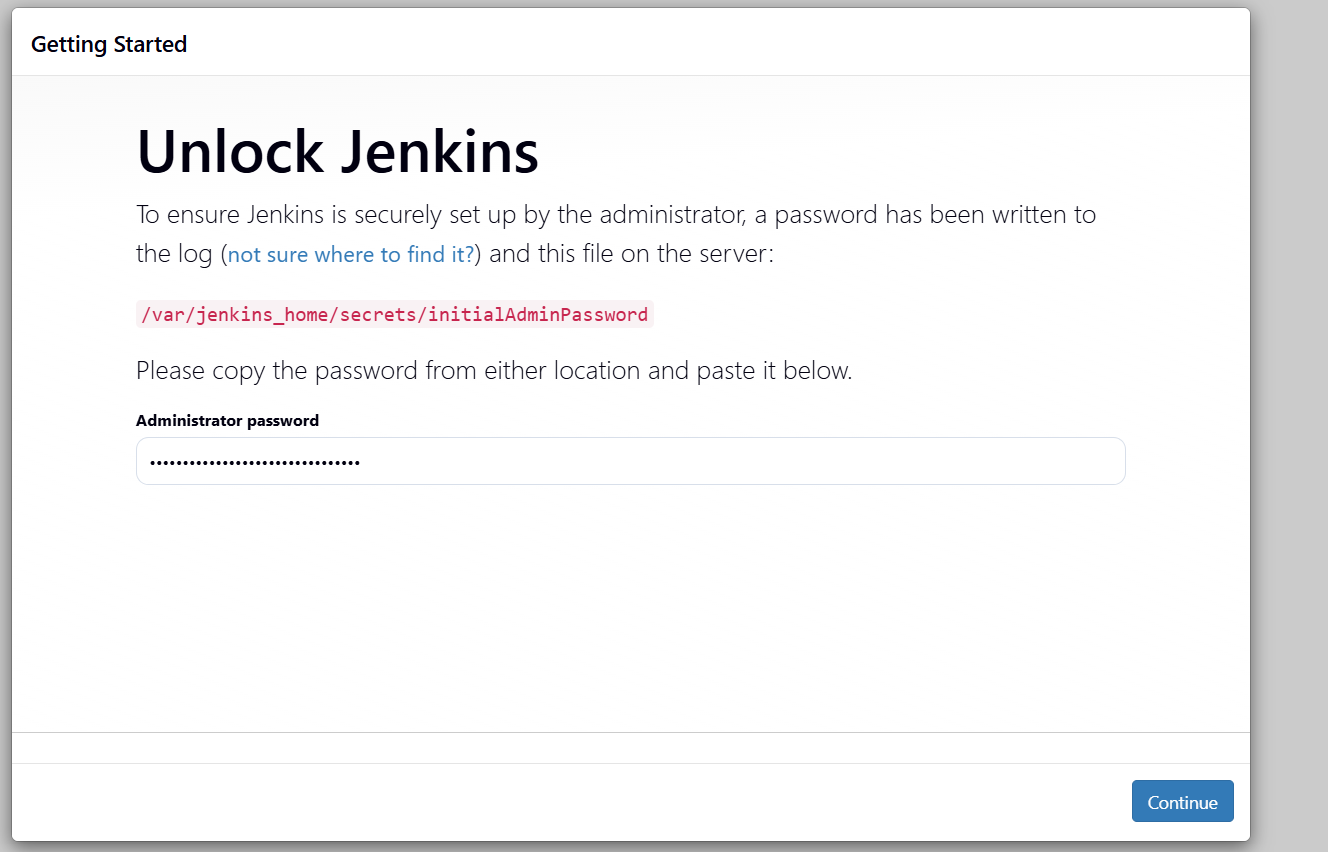 Getting Started
Unlock Jenkins
To ensure Jenkins is securely set up by the administrator, a password has been written to
the log (not sure where to find it?) and this file on the server:
/var/jenkins_home/secrets/initialAdminPassword
Please copy the password from either location and paste it below.
Administrator password
••••••••••••••••••••••••••••••••
Continue